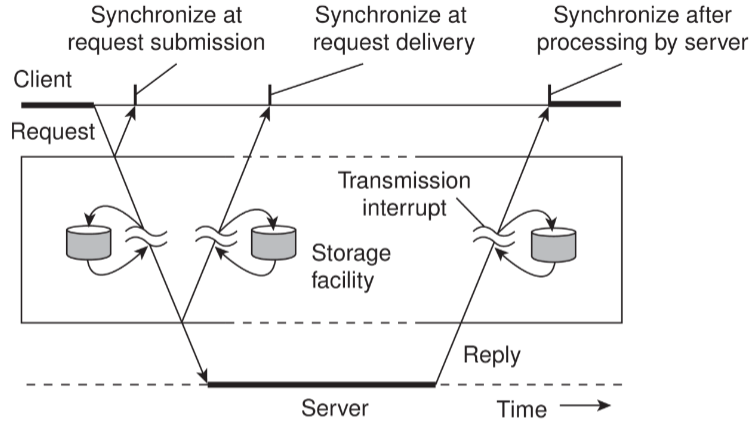 Synchronize at
request submission
Synchronize at
request delivery
Synchronize after
processing by server
Client
Request
Transmission
interrupt
Storage
facility
Reply
Server
Time